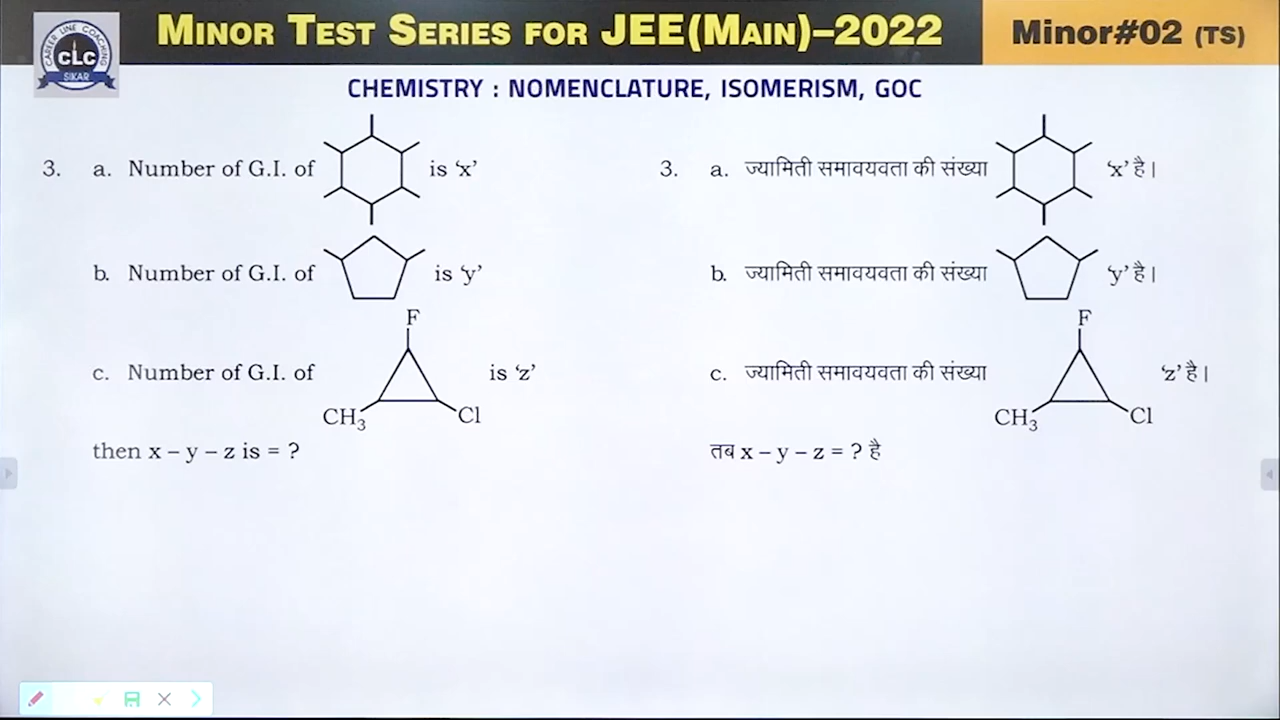 CAREER LINE COACHING
CLC
SIKAR
MINOR TEST SERIES FOR JEE(MAIN)–2022
Minor#02 (TS)
CHEMISTRY : NOMENCLATURE, ISOMERISM, GOC
3. a. Number of G.I. of is ‘x’
b. Number of G.I. of is ‘y’
F
c. Number of G.I. of is ‘z’
CH3 Cl
then x – y – z is = ?
3. a. ज्यामिती समावयवता की संख्या ‘x’ है।
b. ज्यामिती समावयवता की संख्या ‘y’ है।
F
c. ज्यामिती समावयवता की संख्या ‘z’ है।
CH3 Cl
तब x – y – z = ? है